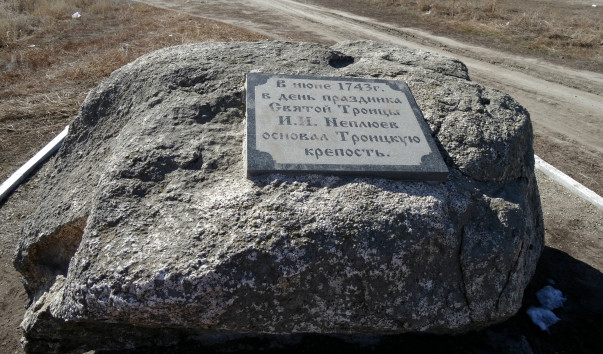 В июне 1743г.
в день праздника
Святой Троицы
И.И. Неплюев
основал Троицкую
крепость.